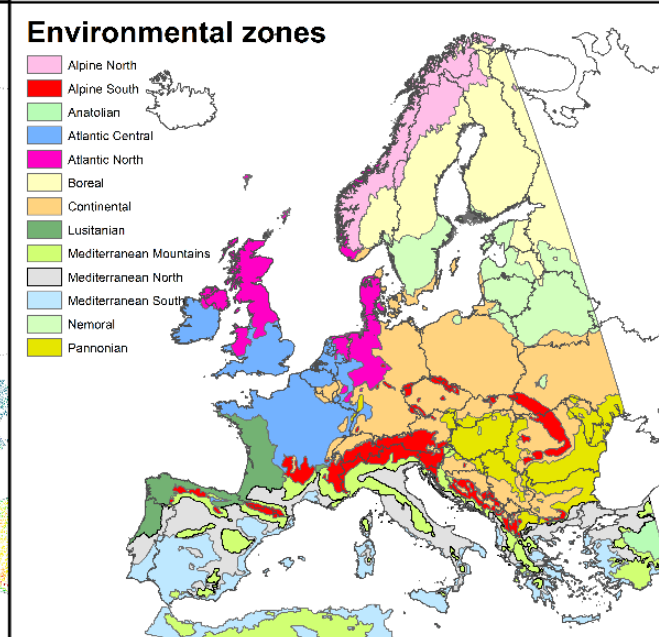 Environmental zones
Alpine North
Alpine South
Anatolian
Atlantic Central
Atlantic North
Boreal
Continental
Lusitanian
Mediterranean Mountains
Mediterranean North
Mediterranean South
Nemoral
Pannonian